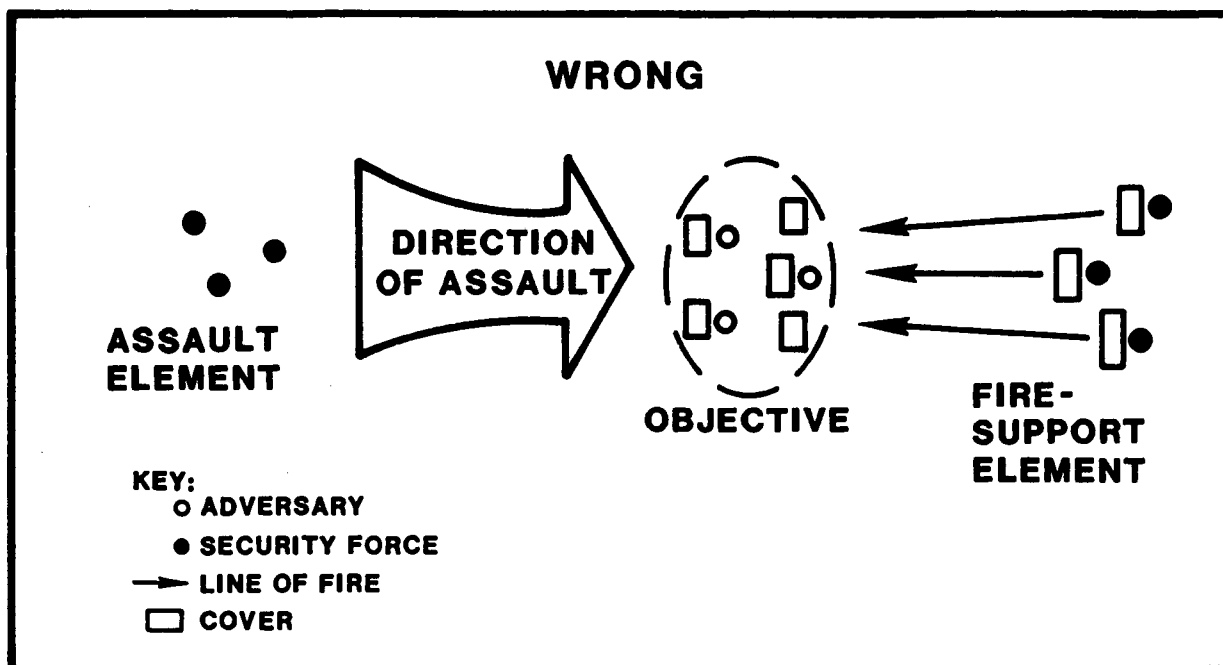 WRONG
DIRECTION
OF ASSAULT
ASSAULT
ELEMENT
OBJECTIVE
FIRE-
SUPPORT
ELEMENT
KEY:
ADVERSARY
SECURITY FORCE
LINE OF FIRE
COVER